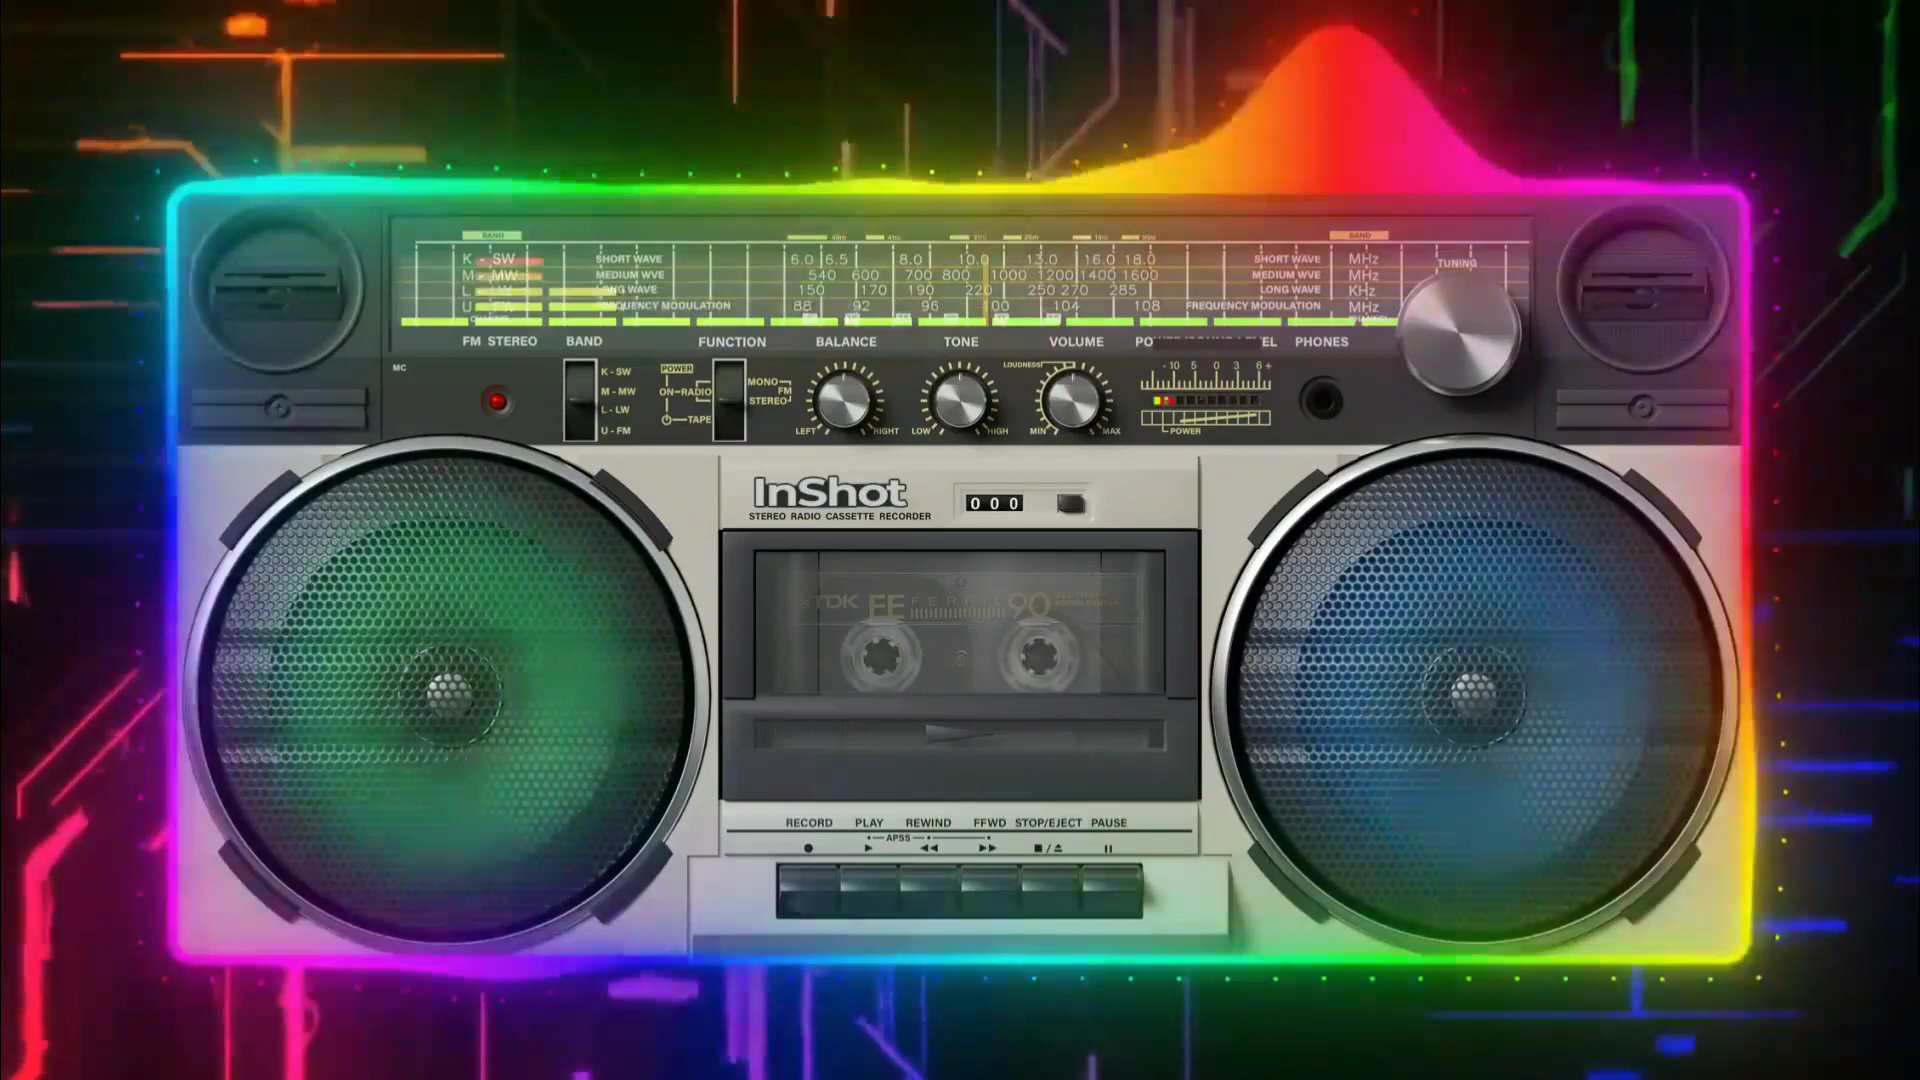 BAND BAND
K - SW SHORT WAVE 6.0 6.5 8.0 10.0 13.0 16.0 18.0 SHORT WAVE MHz
M - MW MEDIUM WVE 540 600 700 800 1000 1200 1400 1600 MEDIUM WVE MHz
L 150 170 190 220 250 270 285 LONG WAVE KHz
U 88 92 96 104 108 FREQUENCY MODULATION MHz
TUNING
FM STEREO BAND FUNCTION BALANCE TONE VOLUME PHONES
MC
K - SW
M - MW
L - LW
U - FM
POWER
ON RADIO
TAPE
MONO FM
STEREO
LEFT RIGHT
LOW HIGH
LOUDNESS
MIN MAX
- 10 5 0 3 6 +
POWER
InShot
STEREO RADIO CASSETTE RECORDER
0 0 0
TDK FE FERRIC 90
RECORD PLAY REWIND FFWD STOP/EJECT PAUSE
APSS